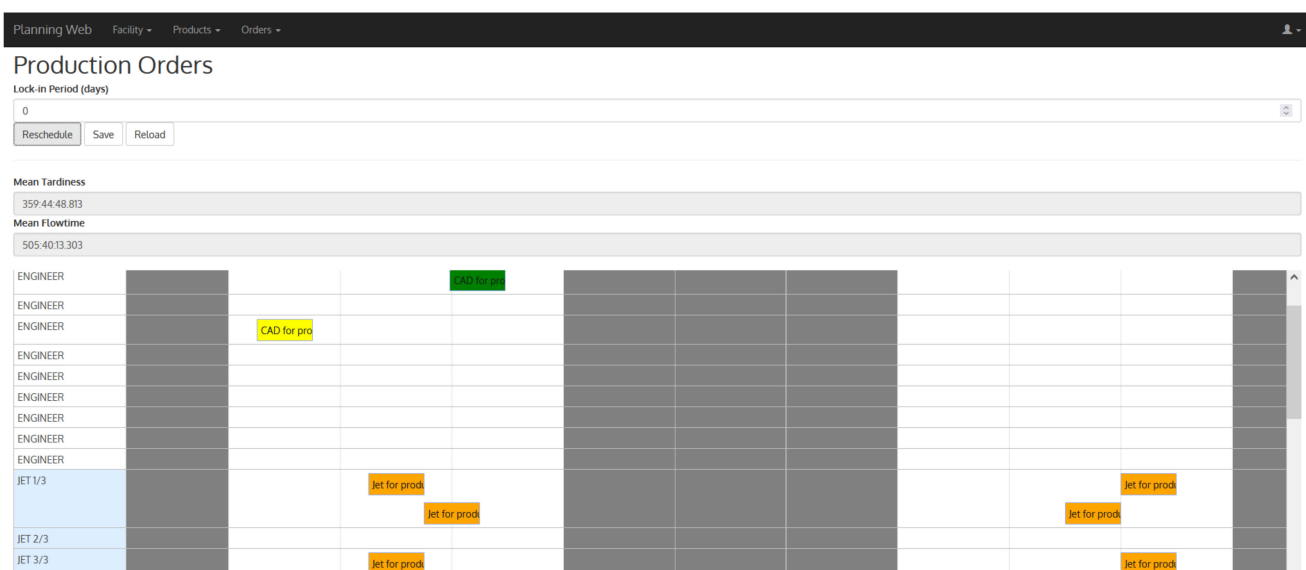 Planning Web Facility Products Orders
Production Orders
Lock-in Period (days)
0
Reschedule Save Reload
Mean Tardiness
359:44:48.813
Mean Flowtime
505:40:13.303
ENGINEER CAD for pro
ENGINEER
ENGINEER CAD for pro
ENGINEER
ENGINEER
ENGINEER
ENGINEER
ENGINEER
ENGINEER
JET 1/3 Jet for produ Jet for produ
Jet for produ Jet for produ
JET 2/3
JET 3/3 Jet for produ Jet for produ